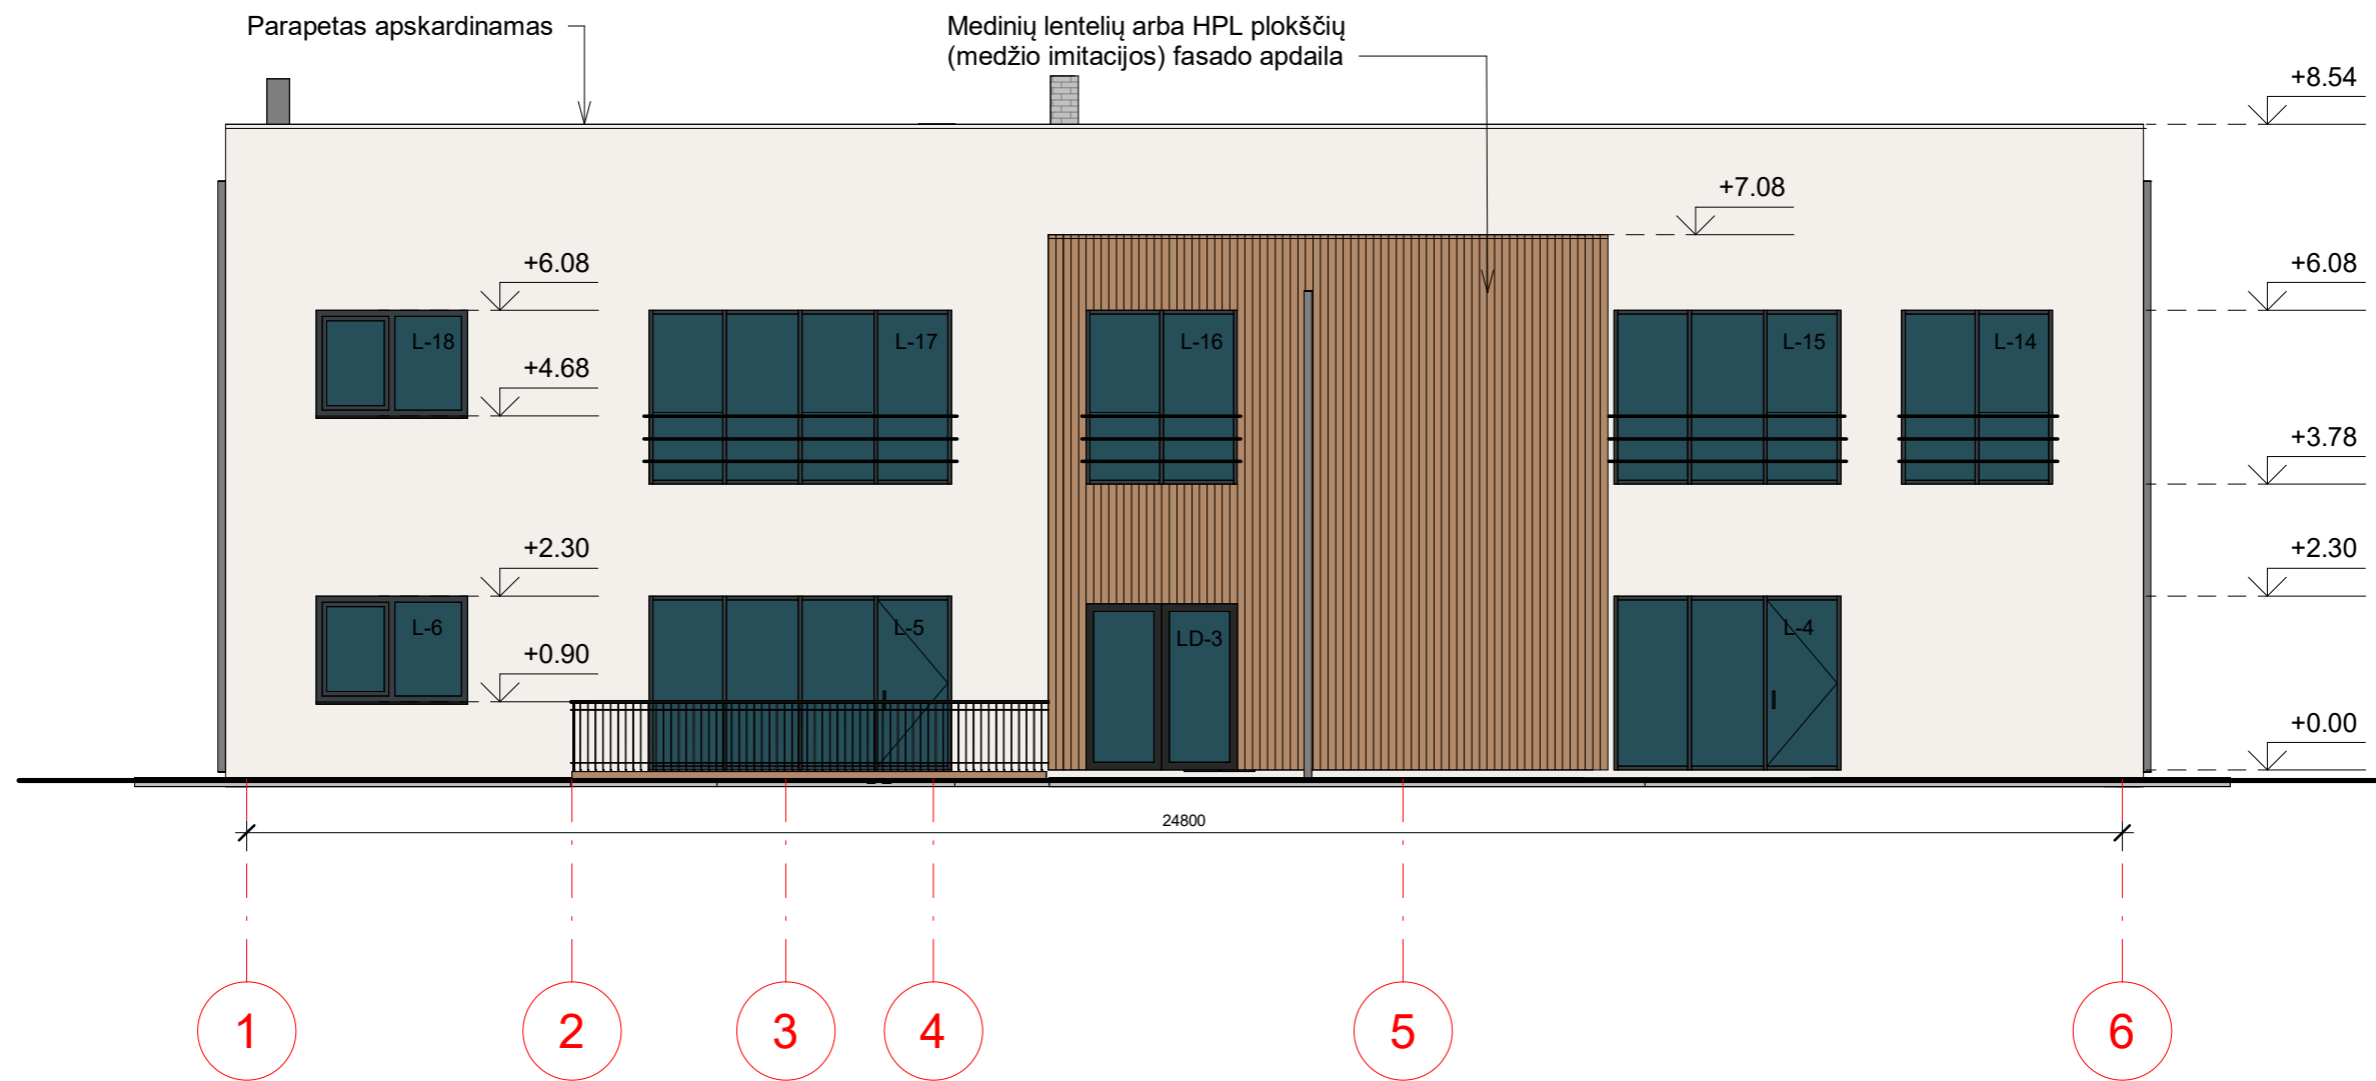 Parapetas apskardinamas
Medinių lentelių arba HPL plokščių
(medžio imitacijos) fasado apdaila
+8.54
+7.08
+6.08
+6.08
L-18
L-17
L-16
L-15
L-14
+4.68
+3.78
+2.30
+2.30
L-6
L-5
LD-3
L-4
+0.90
+0.00
24800
1
2
3
4
5
6